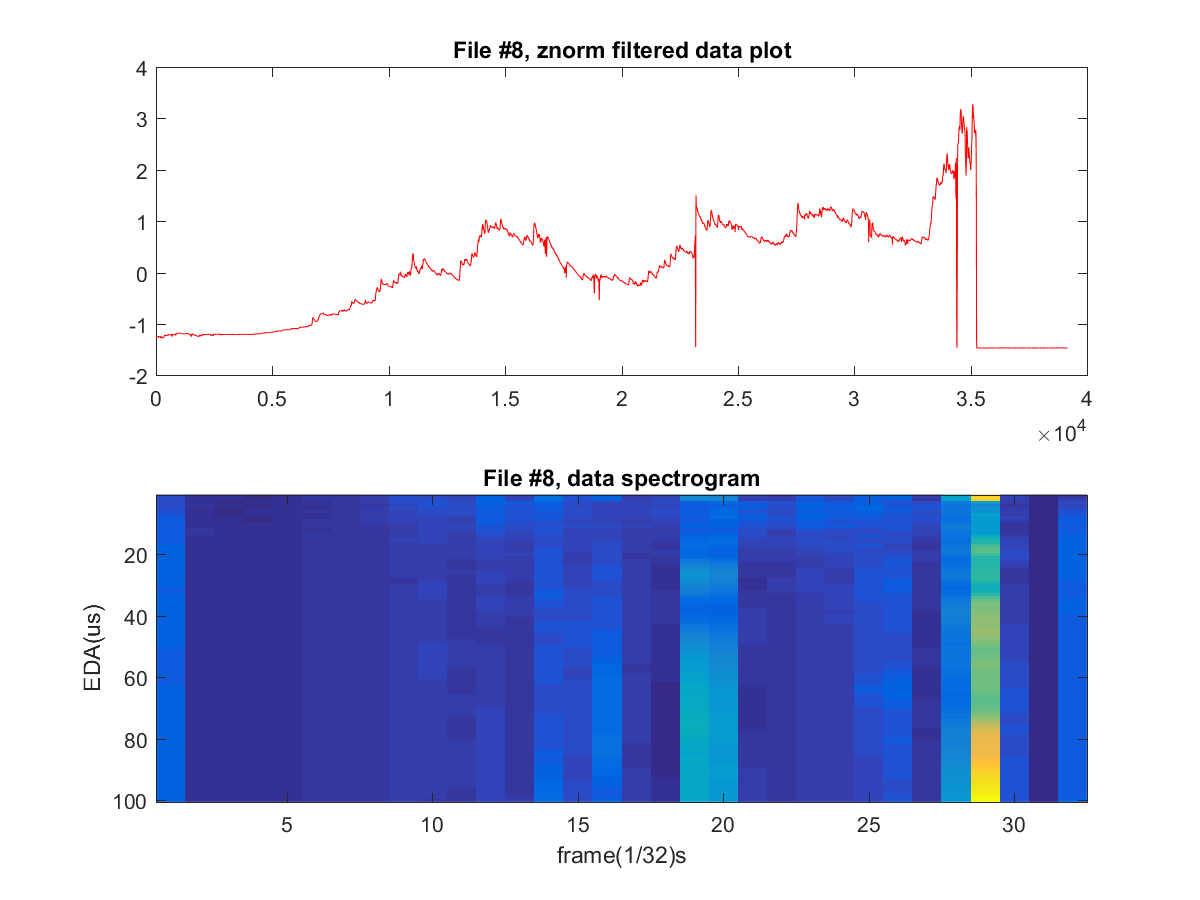 File #8, znorm filtered data plot
4
3
2
1
0
-1
-2
0 0.5 1 1.5 2 2.5 3 3.5 4
×10^4
File #8, data spectrogram
20
40
60
80
100
EDA(us)
5 10 15 20 25 30
frame(1/32)s